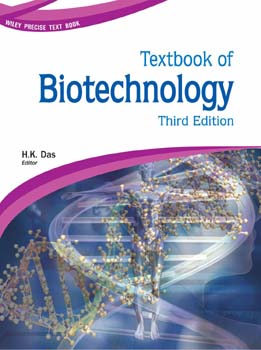 WILEY PRECISE TEXT BOOK
Textbook of
Biotechnology
Third Edition
H.K. Das
Editor